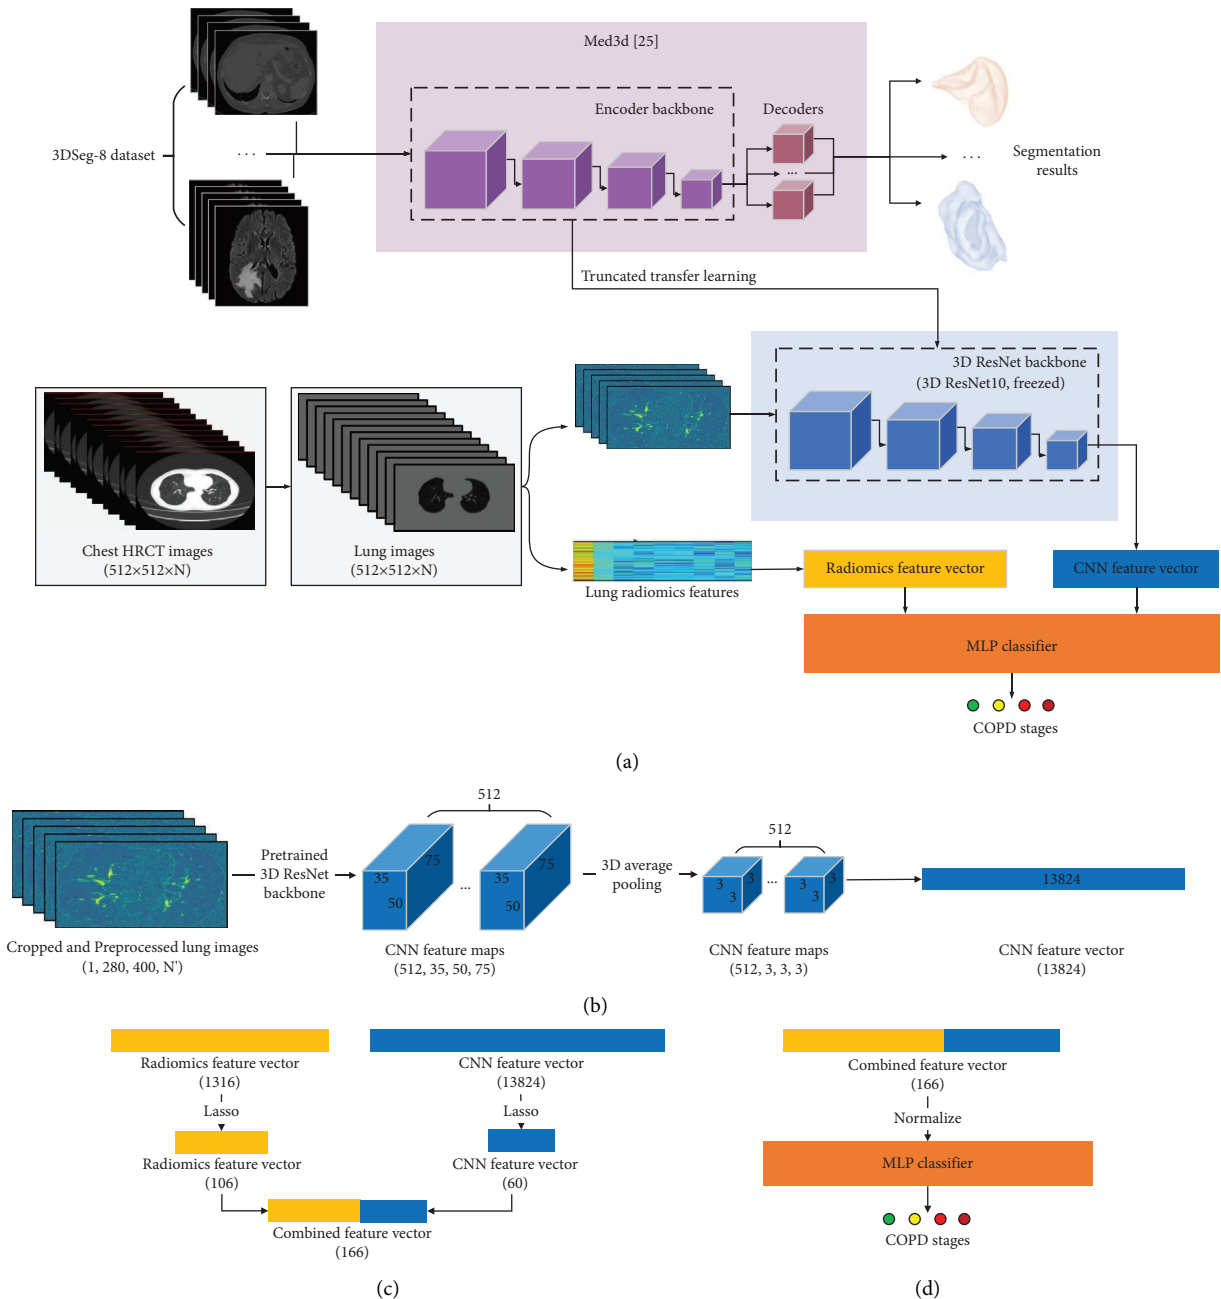 Med3d [25]
Encoder backbone
Decoders
3DSeg-8 dataset
. . .
...
. . .
Segmentation
results
Truncated transfer learning
3D ResNet backbone
(3D ResNet10, freezed)
Chest HRCT images
(512×512×N)
Lung images
(512×512×N)
Lung radiomics features
Radiomics feature vector
CNN feature vector
MLP classifier
COPD stages
(a)
512
512
Pretrained
3D ResNet
backbone
35
75
50
...
35
75
50
3D average
pooling
3
3
3
...
3
3
3
13824
Cropped and Preprocessed lung images
(1, 280, 400, N')
CNN feature maps
(512, 35, 50, 75)
CNN feature maps
(512, 3, 3, 3)
CNN feature vector
(13824)
(b)
Radiomics feature vector
(1316)
Lasso
Radiomics feature vector
(106)
CNN feature vector
(13824)
Lasso
CNN feature vector
(60)
Combined feature vector
(166)
(c)
Combined feature vector
(166)
Normalize
MLP classifier
COPD stages
(d)